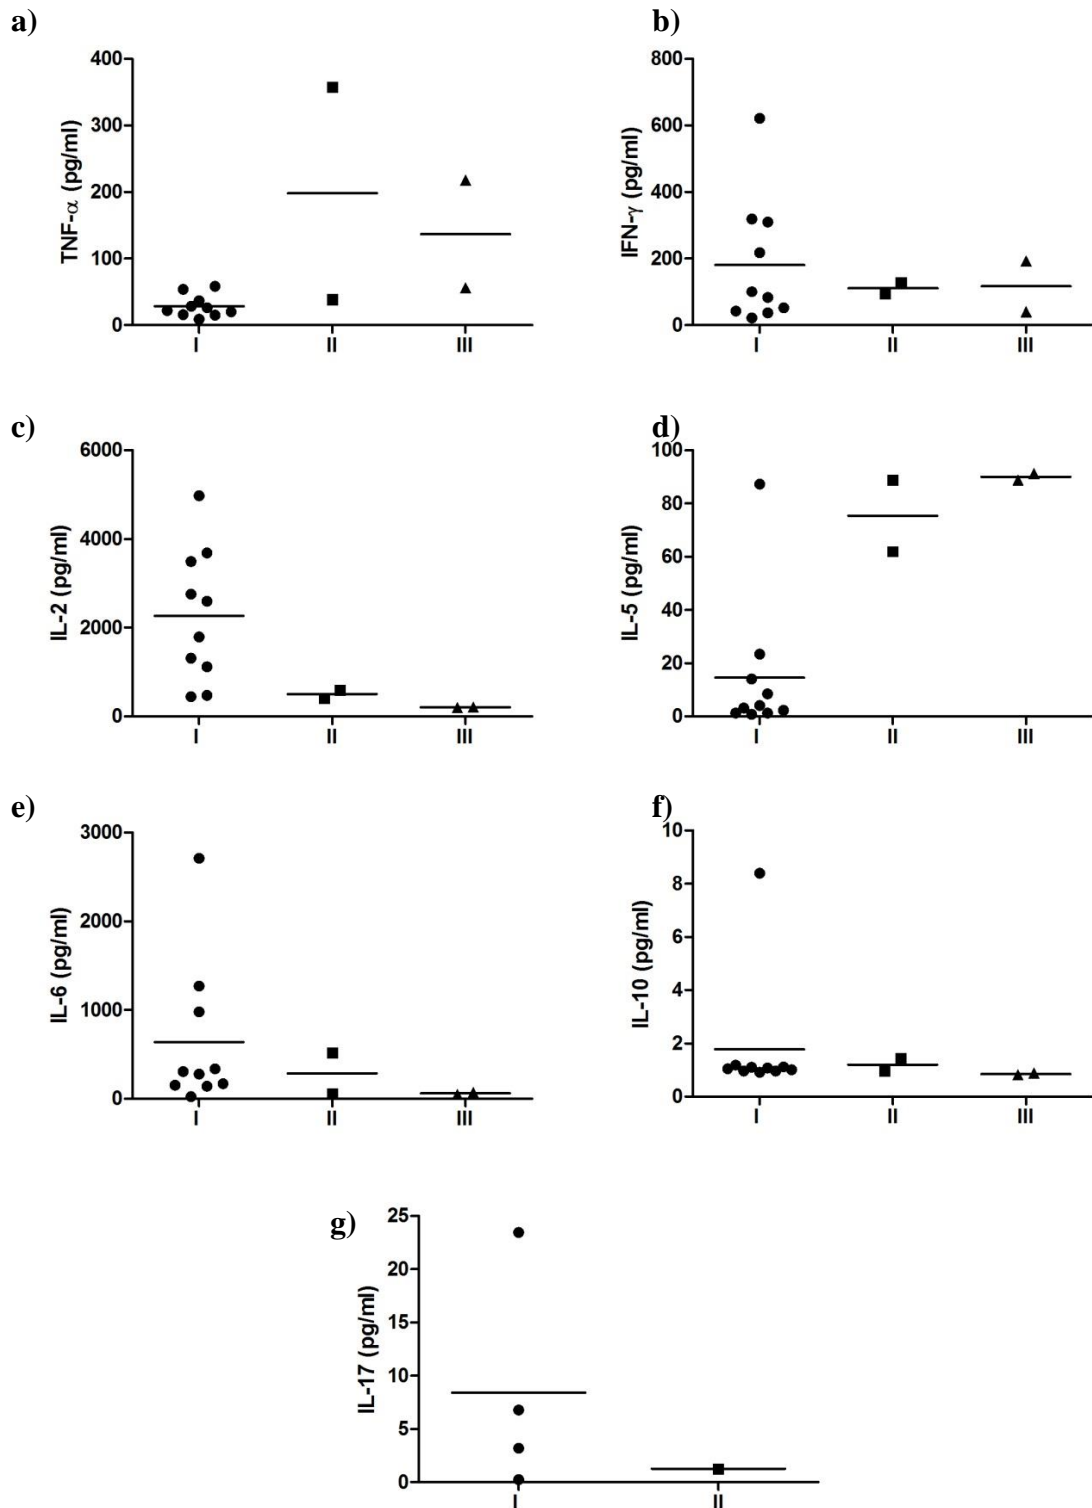 a)
400
300
200
100
0
TNF-α (pg/ml)
I II III
b)
800
600
400
200
0
IFN-γ (pg/ml)
I II III
c)
6000
4000
2000
0
IL-2 (pg/ml)
I II III
d)
100
80
60
40
20
0
IL-5 (pg/ml)
I II III
e)
3000
2000
1000
0
IL-6 (pg/ml)
I II III
f)
10
8
6
4
2
0
IL-10 (pg/ml)
I II III
g)
25
20
15
10
5
0
IL-17 (pg/ml)
I II